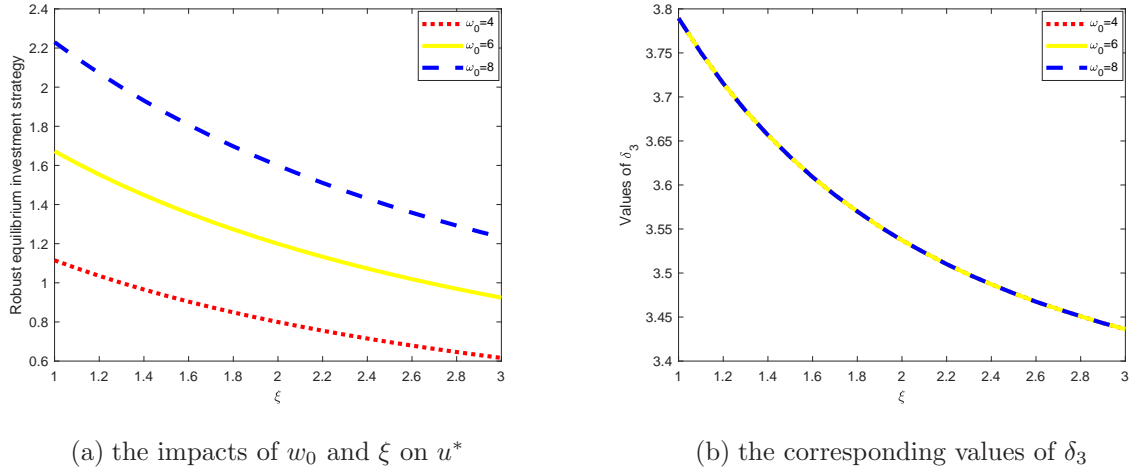 2.4
2.2
2
1.8
1.6
1.4
1.2
1
0.8
0.6
Robust equilibrium investment strategy
ω₀=4
ω₀=6
ω₀=8
1 1.2 1.4 1.6 1.8 2 2.2 2.4 2.6 2.8 3
ξ
(a) the impacts of w₀ and ξ on u*
3.8
3.75
3.7
3.65
3.6
3.55
3.5
3.45
3.4
Values of δ₃
ω₀=4
ω₀=6
ω₀=8
1 1.2 1.4 1.6 1.8 2 2.2 2.4 2.6 2.8 3
ξ
(b) the corresponding values of δ₃